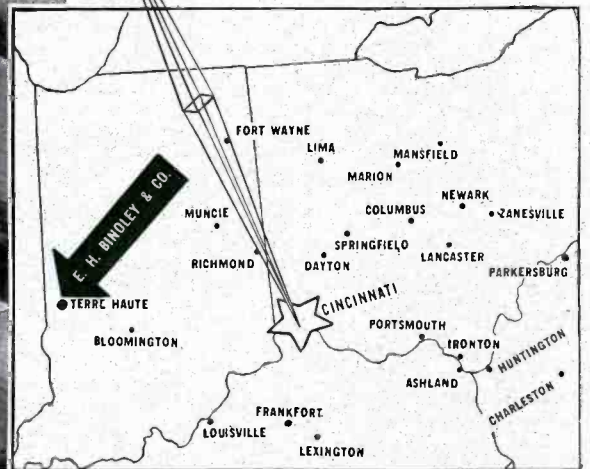 FORT WAYNE
LIMA
MANSFIELD
MARION
E. H. BINDLEY & CO.
MUNCIE
NEWARK
COLUMBUS
ZANESVILLE
SPRINGFIELD
LANCASTER
RICHMOND
DAYTON
PARKERSBURG
TERRE HAUTE
CINCINNATI
BLOOMINGTON
PORTSMOUTH
IRONTON
HUNTINGTON
ASHLAND
CHARLESTON
FRANKFORT
LOUISVILLE
LEXINGTON